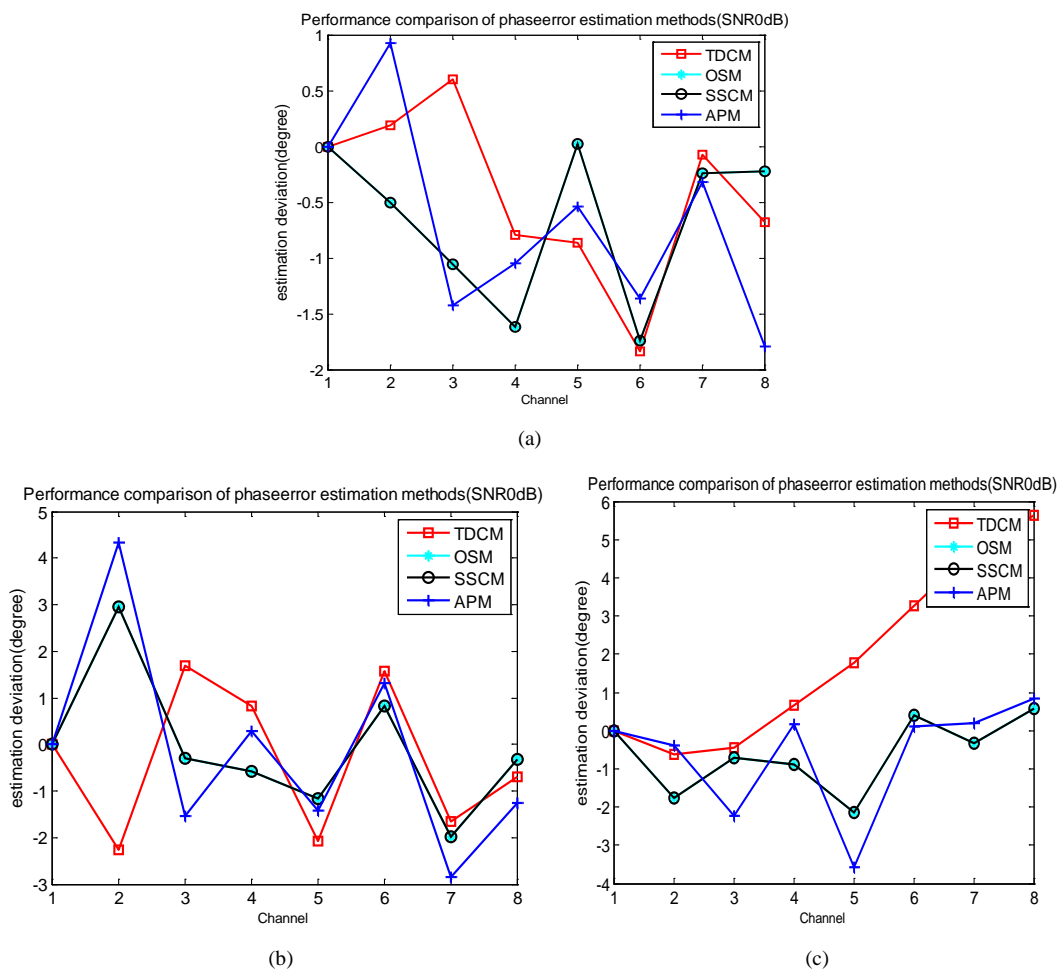 Performance comparison of phaseerror estimation methods(SNR0dB)
1
0.5
0
-0.5
-1
-1.5
-2
estimation deviation(degree)
TDCM
OSM
SSCM
APM
1 2 3 4 5 6 7 8
Channel
(a)
Performance comparison of phaseerror estimation methods(SNR0dB)
5
4
3
2
1
0
-1
-2
-3
estimation deviation(degree)
TDCM
OSM
SSCM
APM
1 2 3 4 5 6 7 8
Channel
(b)
Performance comparison of phaseerror estimation methods(SNR0dB)
6
5
4
3
2
1
0
-1
-2
-3
-4
estimation deviation(degree)
TDCM
OSM
SSCM
APM
1 2 3 4 5 6 7 8
Channel
(c)